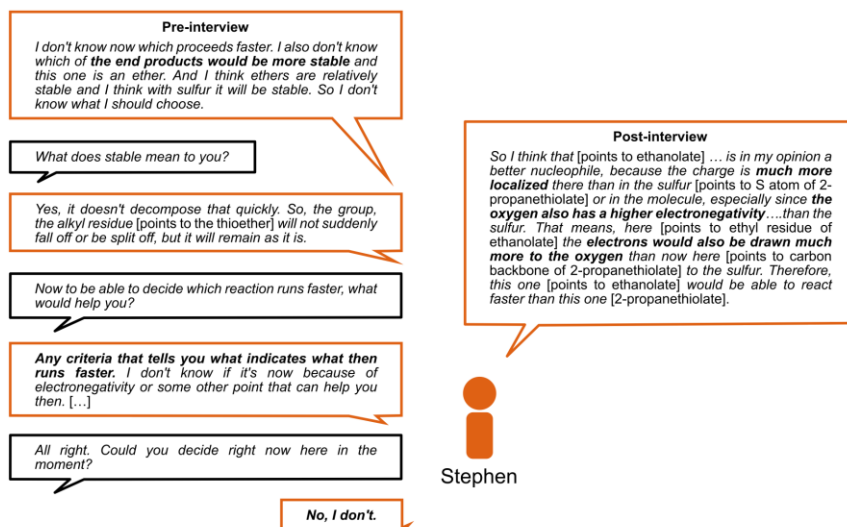 Pre-interview
I don't know now which proceeds faster. I also don't know
which of the end products would be more stable and
this one is an ether. And I think ethers are relatively
stable and I think with sulfur it will be stable. So I don't
know what I should choose.
What does stable mean to you?
Yes, it doesn't decompose that quickly. So, the group,
the alkyl residue [points to the thioether] will not suddenly
fall off or be split off, but it will remain as it is.
Now to be able to decide which reaction runs faster, what
would help you?
Any criteria that tells you what indicates what then
runs faster. I don't know if it's now because of
electronegativity or some other point that can help you
then. [...]
All right. Could you decide right now here in the
moment?
No, I don't.
Post-interview
So I think that [points to ethanolate] ... is in my opinion a
better nucleophile, because the charge is much more
localized there than in the sulfur [points to S atom of 2-
propanethiolate] or in the molecule, especially since the
oxygen also has a higher electronegativity....than the
sulfur. That means, here [points to ethyl residue of
ethanolate] the electrons would also be drawn much
more to the oxygen than now here [points to carbon
backbone of 2-propanethiolate] to the sulfur. Therefore,
this one [points to ethanolate] would be able to react
faster than this one [2-propanethiolate].
Stephen